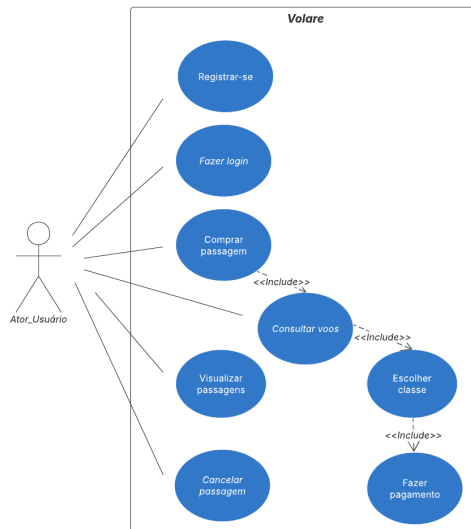 Volare
Registrar-se
Fazer login
Comprar
passagem
<<Include>>
Consultar voos
<<Include>>
Ator_Usuário
Visualizar
passagens
Escolher
classe
<<Include>>
Cancelar
passagem
Fazer
pagamento